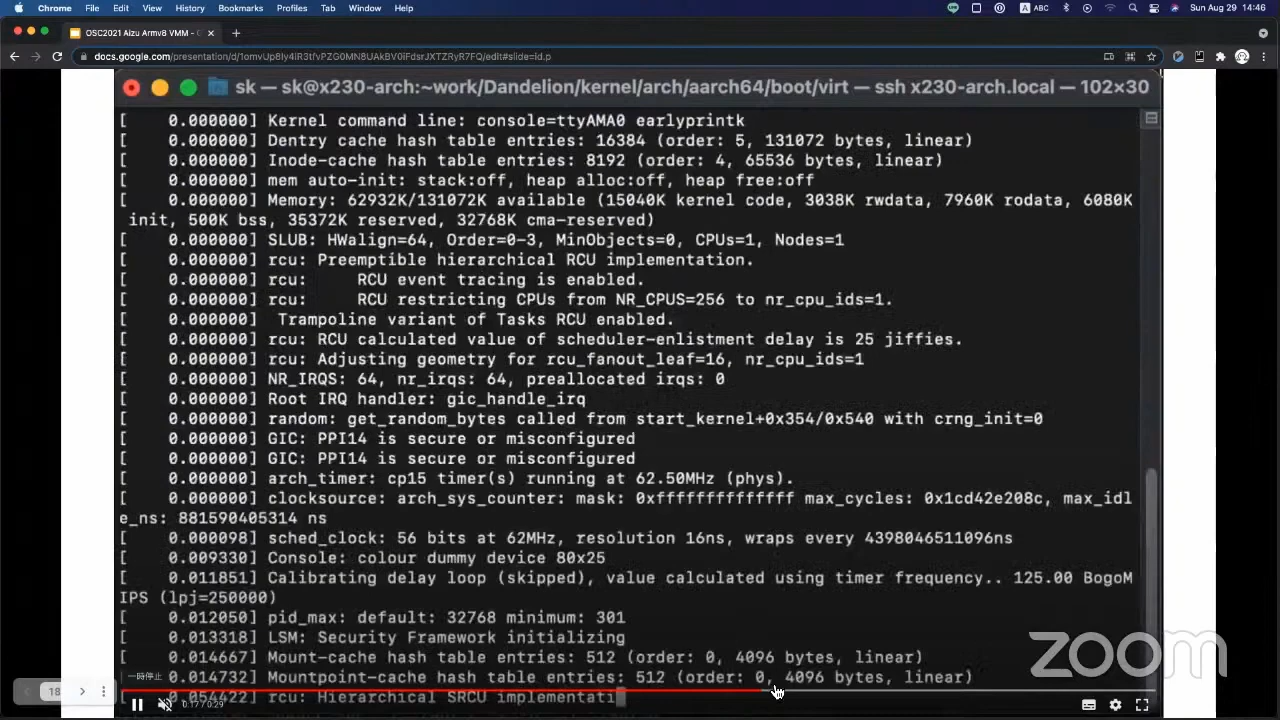 Chrome File Edit View History Bookmarks Profiles Tab Window Help ABC Sun Aug 29 14:46
OSC2021 Aizu Armv8 VMM - G
docs.google.com/presentation/d/1omvUp8Iy4iR3tfvPZG0MN8UAkBV0iFdsrJXTZRyR7FQ/edit#slide=id.p
sk — sk@x230-arch:~work/Dandelion/kernel/arch/aarch64/boot/virt — ssh x230-arch.local — 102×30
[    0.000000] Kernel command line: console=ttyAMA0 earlyprintk
[    0.000000] Dentry cache hash table entries: 16384 (order: 5, 131072 bytes, linear)
[    0.000000] Inode-cache hash table entries: 8192 (order: 4, 65536 bytes, linear)
[    0.000000] mem auto-init: stack:off, heap alloc:off, heap free:off
[    0.000000] Memory: 62932K/131072K available (15040K kernel code, 3038K rwdata, 7960K rodata, 6080K
init, 500K bss, 35372K reserved, 32768K cma-reserved)
[    0.000000] SLUB: HWalign=64, Order=0-3, MinObjects=0, CPUs=1, Nodes=1
[    0.000000] rcu: Preemptible hierarchical RCU implementation.
[    0.000000] rcu:     RCU event tracing is enabled.
[    0.000000] rcu:     RCU restricting CPUs from NR_CPUS=256 to nr_cpu_ids=1.
[    0.000000]  Trampoline variant of Tasks RCU enabled.
[    0.000000] rcu: RCU calculated value of scheduler-enlistment delay is 25 jiffies.
[    0.000000] rcu: Adjusting geometry for rcu_fanout_leaf=16, nr_cpu_ids=1
[    0.000000] NR_IRQS: 64, nr_irqs: 64, preallocated irqs: 0
[    0.000000] Root IRQ handler: gic_handle_irq
[    0.000000] random: get_random_bytes called from start_kernel+0x354/0x540 with crng_init=0
[    0.000000] GIC: PPI14 is secure or misconfigured
[    0.000000] GIC: PPI14 is secure or misconfigured
[    0.000000] arch_timer: cp15 timer(s) running at 62.50MHz (phys).
[    0.000000] clocksource: arch_sys_counter: mask: 0xffffffffffffff max_cycles: 0x1cd42e208c, max_idl
e_ns: 881590405314 ns
[    0.000098] sched_clock: 56 bits at 62MHz, resolution 16ns, wraps every 4398046511096ns
[    0.009330] Console: colour dummy device 80x25
[    0.011851] Calibrating delay loop (skipped), value calculated using timer frequency.. 125.00 BogoM
IPS (lpj=250000)
[    0.012050] pid_max: default: 32768 minimum: 301
[    0.013318] LSM: Security Framework initializing
[    0.014667] Mount-cache hash table entries: 512 (order: 0, 4096 bytes, linear)
[    0.014732] Mountpoint-cache hash table entries: 512 (order: 0, 4096 bytes, linear)
[    0.054422] rcu: Hierarchical SRCU implementati
一時停止
18
0:17 / 0:29
zoom